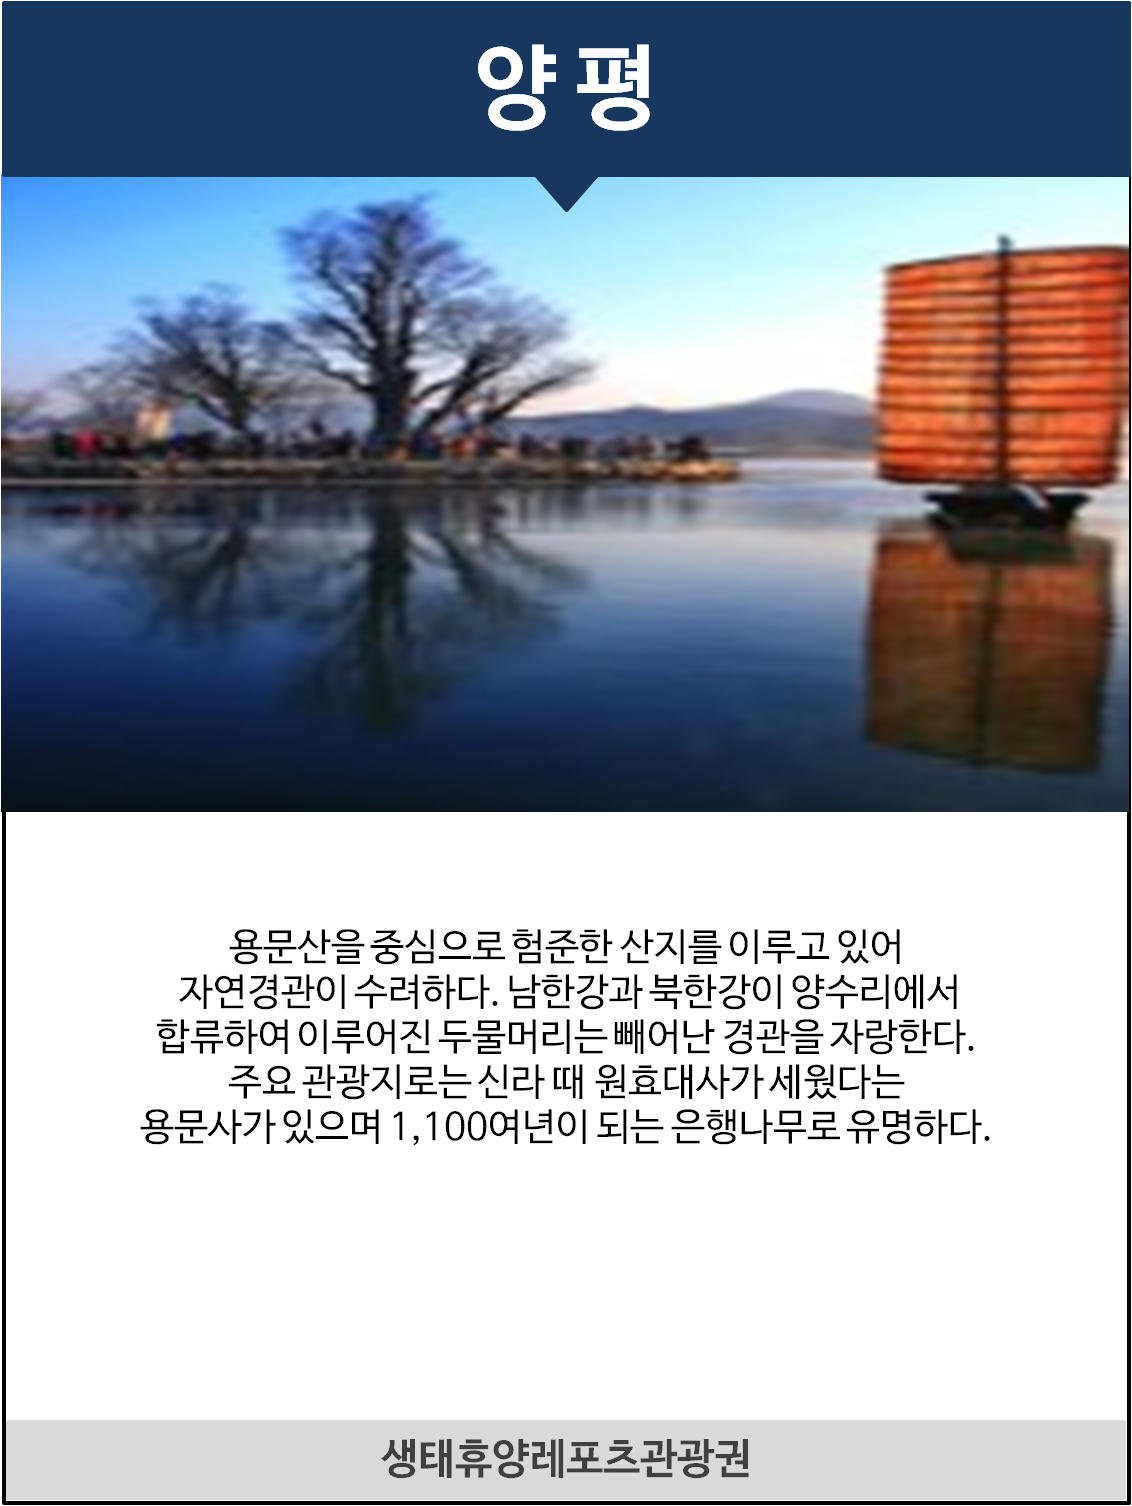 양평
용문산을 중심으로 험준한 산지를 이루고 있어
자연경관이 수려하다. 남한강과 북한강이 양수리에서
합류하여 이루어진 두물머리는 빼어난 경관을 자랑한다.
주요 관광지로는 신라 때 원효대사가 세웠다는
용문사가 있으며 1,100여년이 되는 은행나무로 유명하다.
생태휴양레포츠관광권